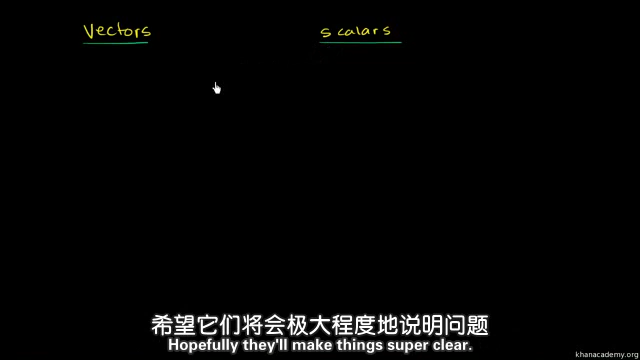 Vectors
scalars
希望它们将会极大程度地说明问题
Hopefully they'll make things super clear.
khanacademy.org